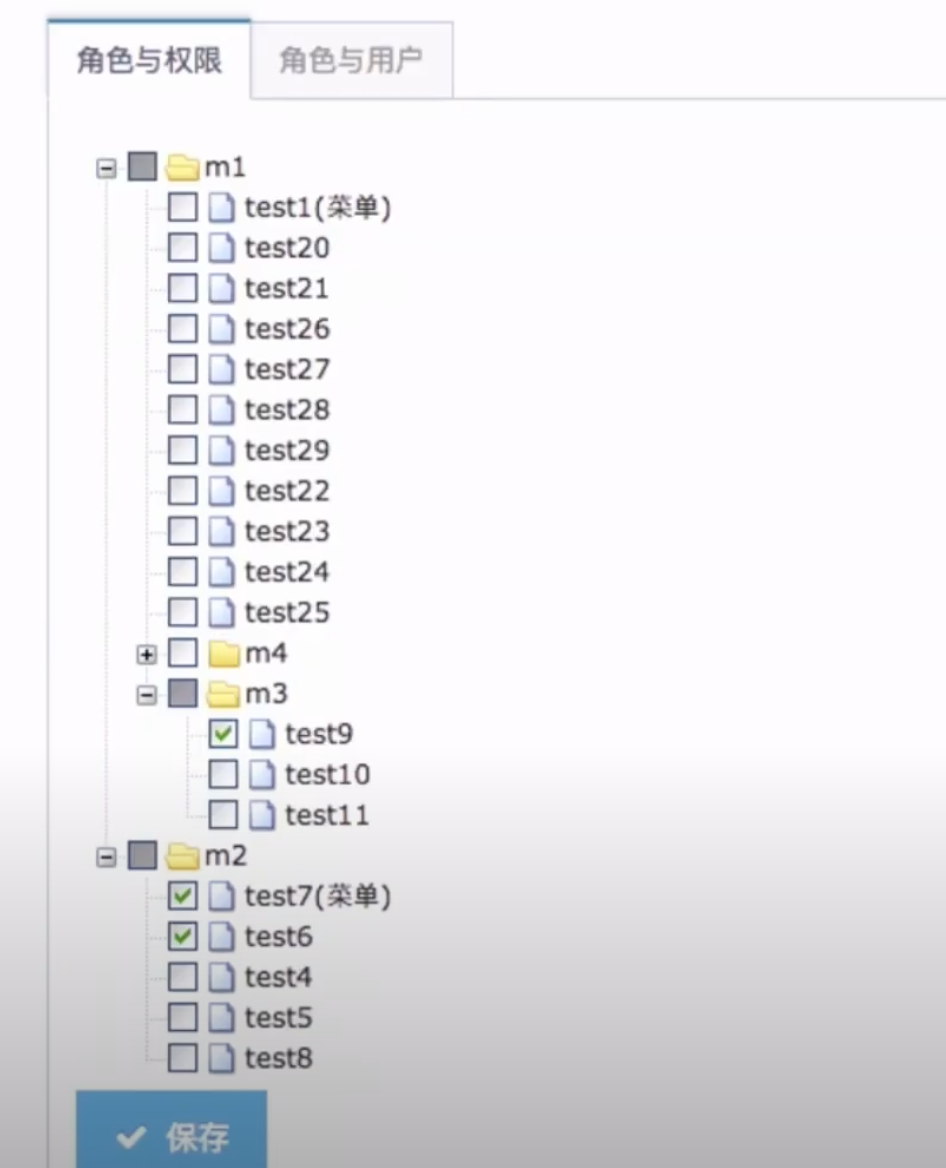 角色与权限 角色与用户
m1
test1(菜单)
test20
test21
test26
test27
test28
test29
test22
test23
test24
test25
m4
m3
test9
test10
test11
m2
test7(菜单)
test6
test4
test5
test8
保存